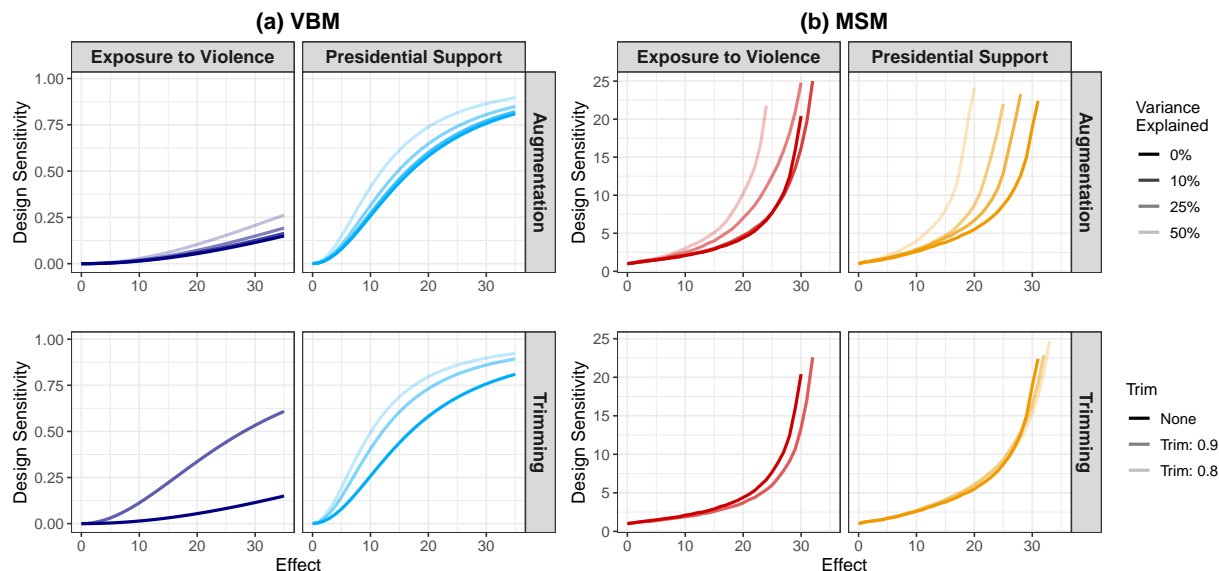 (a) VBM
(b) MSM
Exposure to Violence
Presidential Support
Exposure to Violence
Presidential Support
Design Sensitivity
1.00
0.75
0.50
0.25
0.00
0 10 20 30
0 10 20 30
Augmentation
Design Sensitivity
25
20
15
10
5
0
0 10 20 30
0 10 20 30
Augmentation
Variance
Explained
0%
10%
25%
50%
Design Sensitivity
1.00
0.75
0.50
0.25
0.00
0 10 20 30
0 10 20 30
Effect
Trimming
Design Sensitivity
25
20
15
10
5
0
0 10 20 30
0 10 20 30
Effect
Trimming
Trim
None
Trim: 0.9
Trim: 0.8